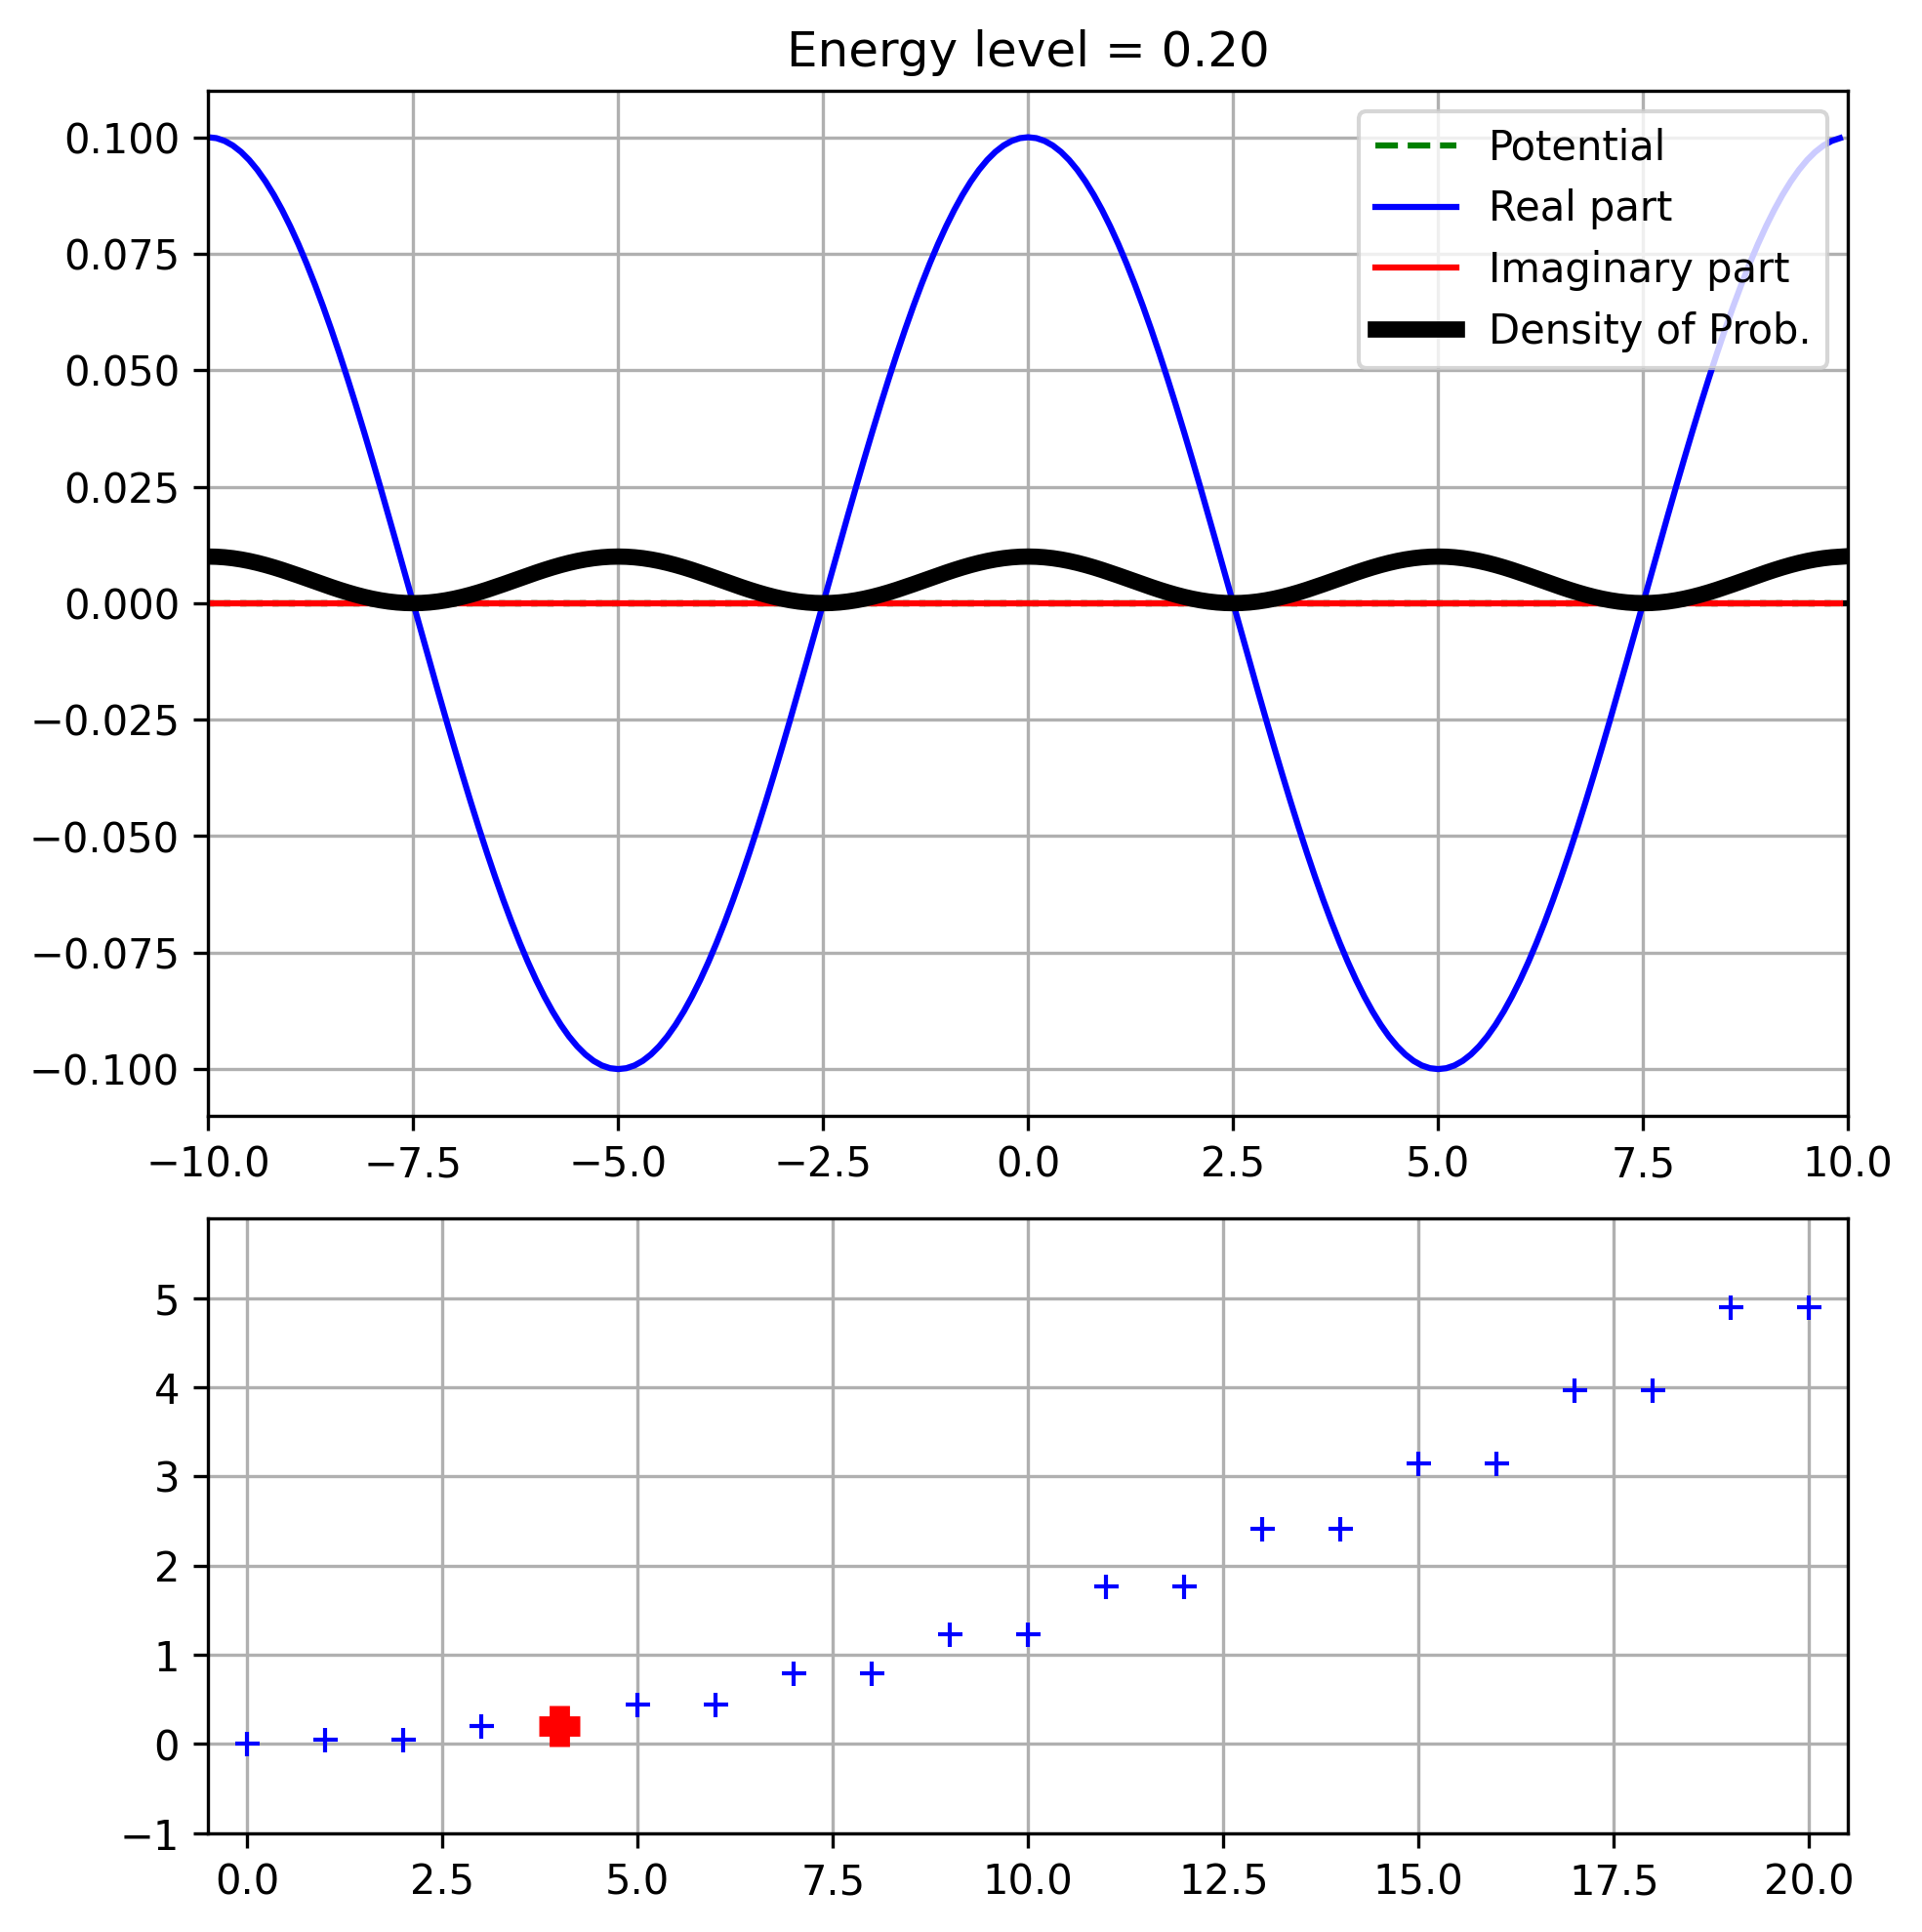 Energy level = 0.20
0.100
0.075
0.050
0.025
0.000
−0.025
−0.050
−0.075
−0.100
Potential
Real part
Imaginary part
Density of Prob.
−10.0 −7.5 −5.0 −2.5 0.0 2.5 5.0 7.5 10.0
5
4
3
2
1
0
−1
0.0 2.5 5.0 7.5 10.0 12.5 15.0 17.5 20.0